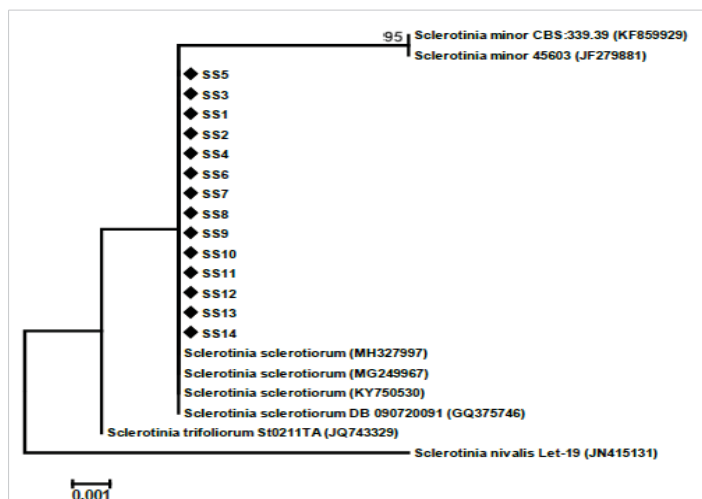 95
Sclerotinia minor CBS:339.39 (KF859929)
Sclerotinia minor 45603 (JF279881)
SS5
SS3
SS1
SS2
SS4
SS6
SS7
SS8
SS9
SS10
SS11
SS12
SS13
SS14
Sclerotinia sclerotiorum (MH327997)
Sclerotinia sclerotiorum (MG249967)
Sclerotinia sclerotiorum (KY750530)
Sclerotinia sclerotiorum DB 090720091 (GQ375746)
Sclerotinia trifoliorum St0211TA (JQ743329)
Sclerotinia nivalis Let-19 (JN415131)
0.001